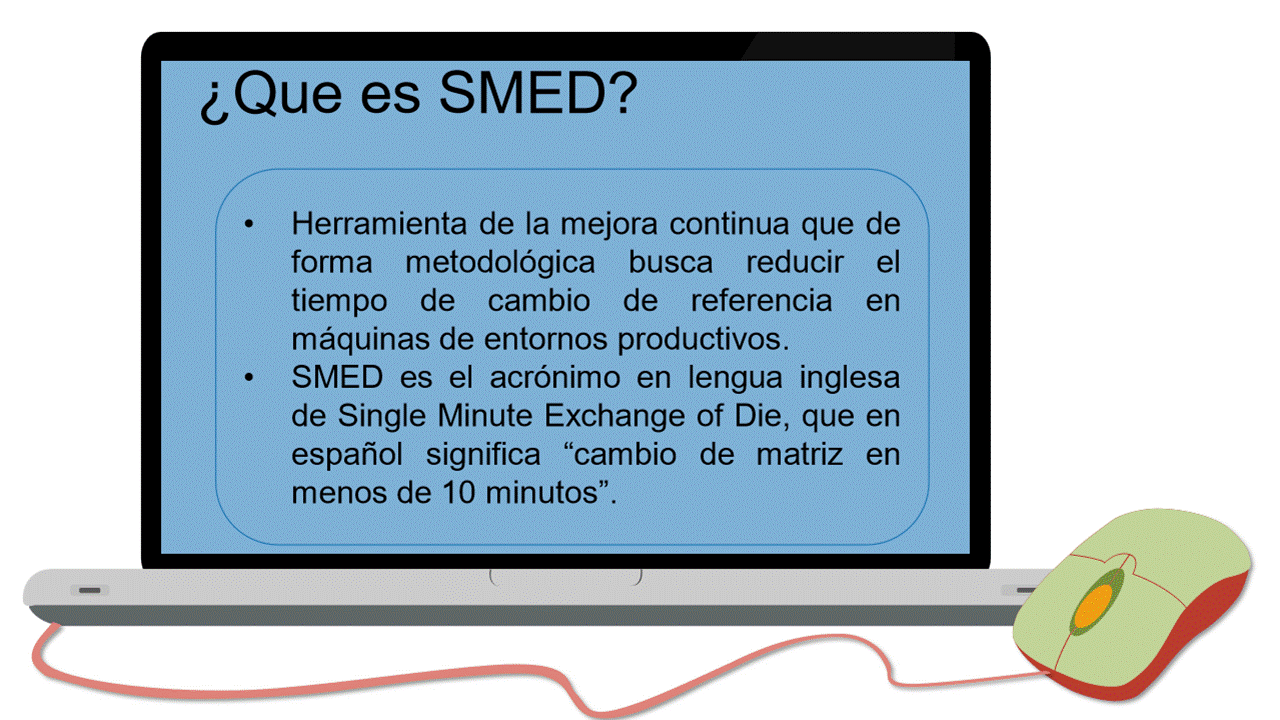 ¿Que es SMED?
• Herramienta de la mejora continua que de
forma metodológica busca reducir el
tiempo de cambio de referencia en
máquinas de entornos productivos.
• SMED es el acrónimo en lengua inglesa
de Single Minute Exchange of Die, que en
español significa “cambio de matriz en
menos de 10 minutos”.